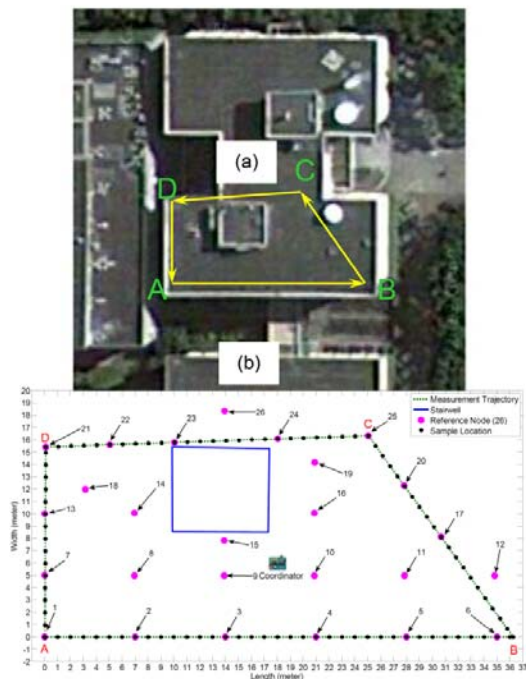 (a)
C
D
A
B
(b)
20
19
18
17
16
15
14
13
12
11
10
9
8
7
6
5
4
3
2
1
0
-1
-2
Width (meter)
D
21
22
23
26
24
C
25
Measurement Trajectory
Stairwell
Reference Node (26)
Sample Location
20
19
18
14
16
13
17
15
7
8
9 Coordinator
10
11
12
1
2
3
4
5
6
A
B
0 1 2 3 4 5 6 7 8 9 10 11 12 13 14 15 16 17 18 19 20 21 22 23 24 25 26 27 28 29 30 31 32 33 34 35 36 37
Length (meter)